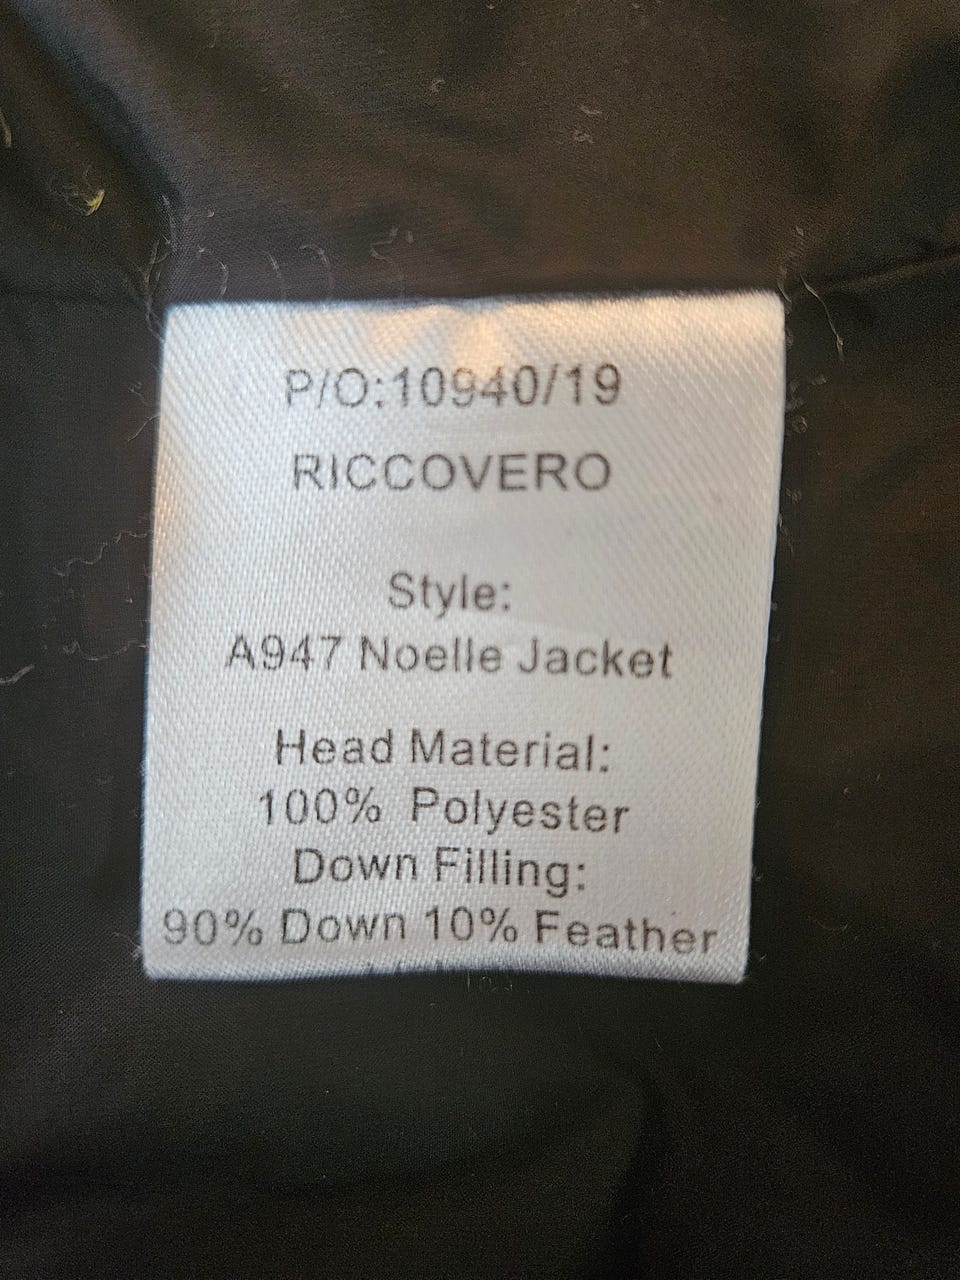 P/O:10940/19
RICCOVERO
Style:
A947 Noelle Jacket
Head Material:
100% Polyester
Down Filling:
90% Down 10% Feather